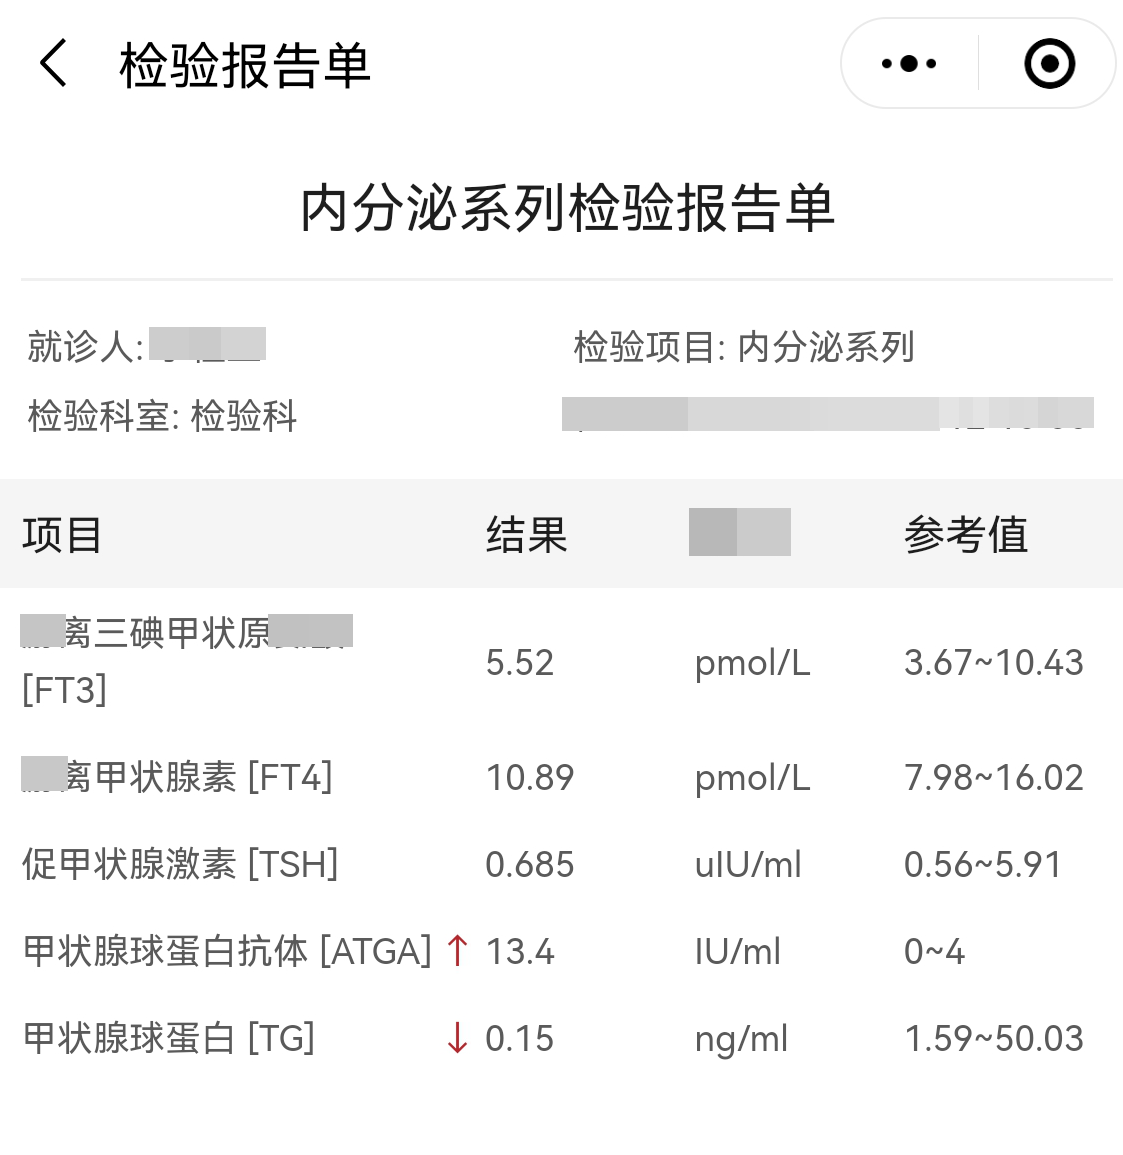 检验报告单
内分泌系列检验报告单
就诊人:
检验项目: 内分泌系列
检验科室: 检验科
项目 结果 参考值
离三碘甲状原
[FT3] 5.52 pmol/L 3.67~10.43
离甲状腺素 [FT4] 10.89 pmol/L 7.98~16.02
促甲状腺激素 [TSH] 0.685 uIU/ml 0.56~5.91
甲状腺球蛋白抗体 [ATGA] ↑ 13.4 IU/ml 0~4
甲状腺球蛋白 [TG] ↓ 0.15 ng/ml 1.59~50.03